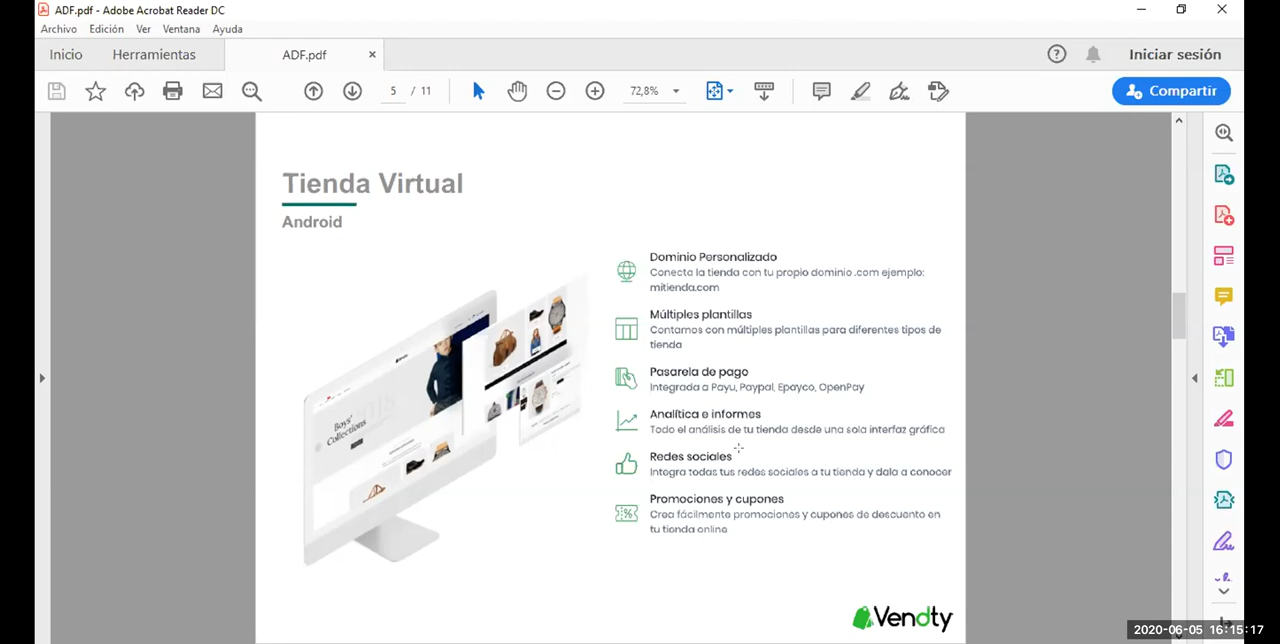 ADF.pdf - Adobe Acrobat Reader DC
Archivo Edición Ver Ventana Ayuda
Inicio Herramientas ADF.pdf × Iniciar sesión
5 / 11 72,8% Compartir
Tienda Virtual
Android
Dominio Personalizado
Conecta la tienda con tu propio dominio .com ejemplo:
mitienda.com
Múltiples plantillas
Contamos con múltiples plantillas para diferentes tipos de
tienda
Pasarela de pago
Integrada a Payu, Paypal, Epayco, OpenPay
Analítica e informes
Todo el análisis de tu tienda desde una sola interfaz gráfica
Redes sociales
Integra todas tus redes sociales a tu tienda y dala a conocer
Promociones y cupones
Crea fácilmente promociones y cupones de descuento en
tu tienda online
Boys'
Collections
Vendty
2020-06-05 16:15:17